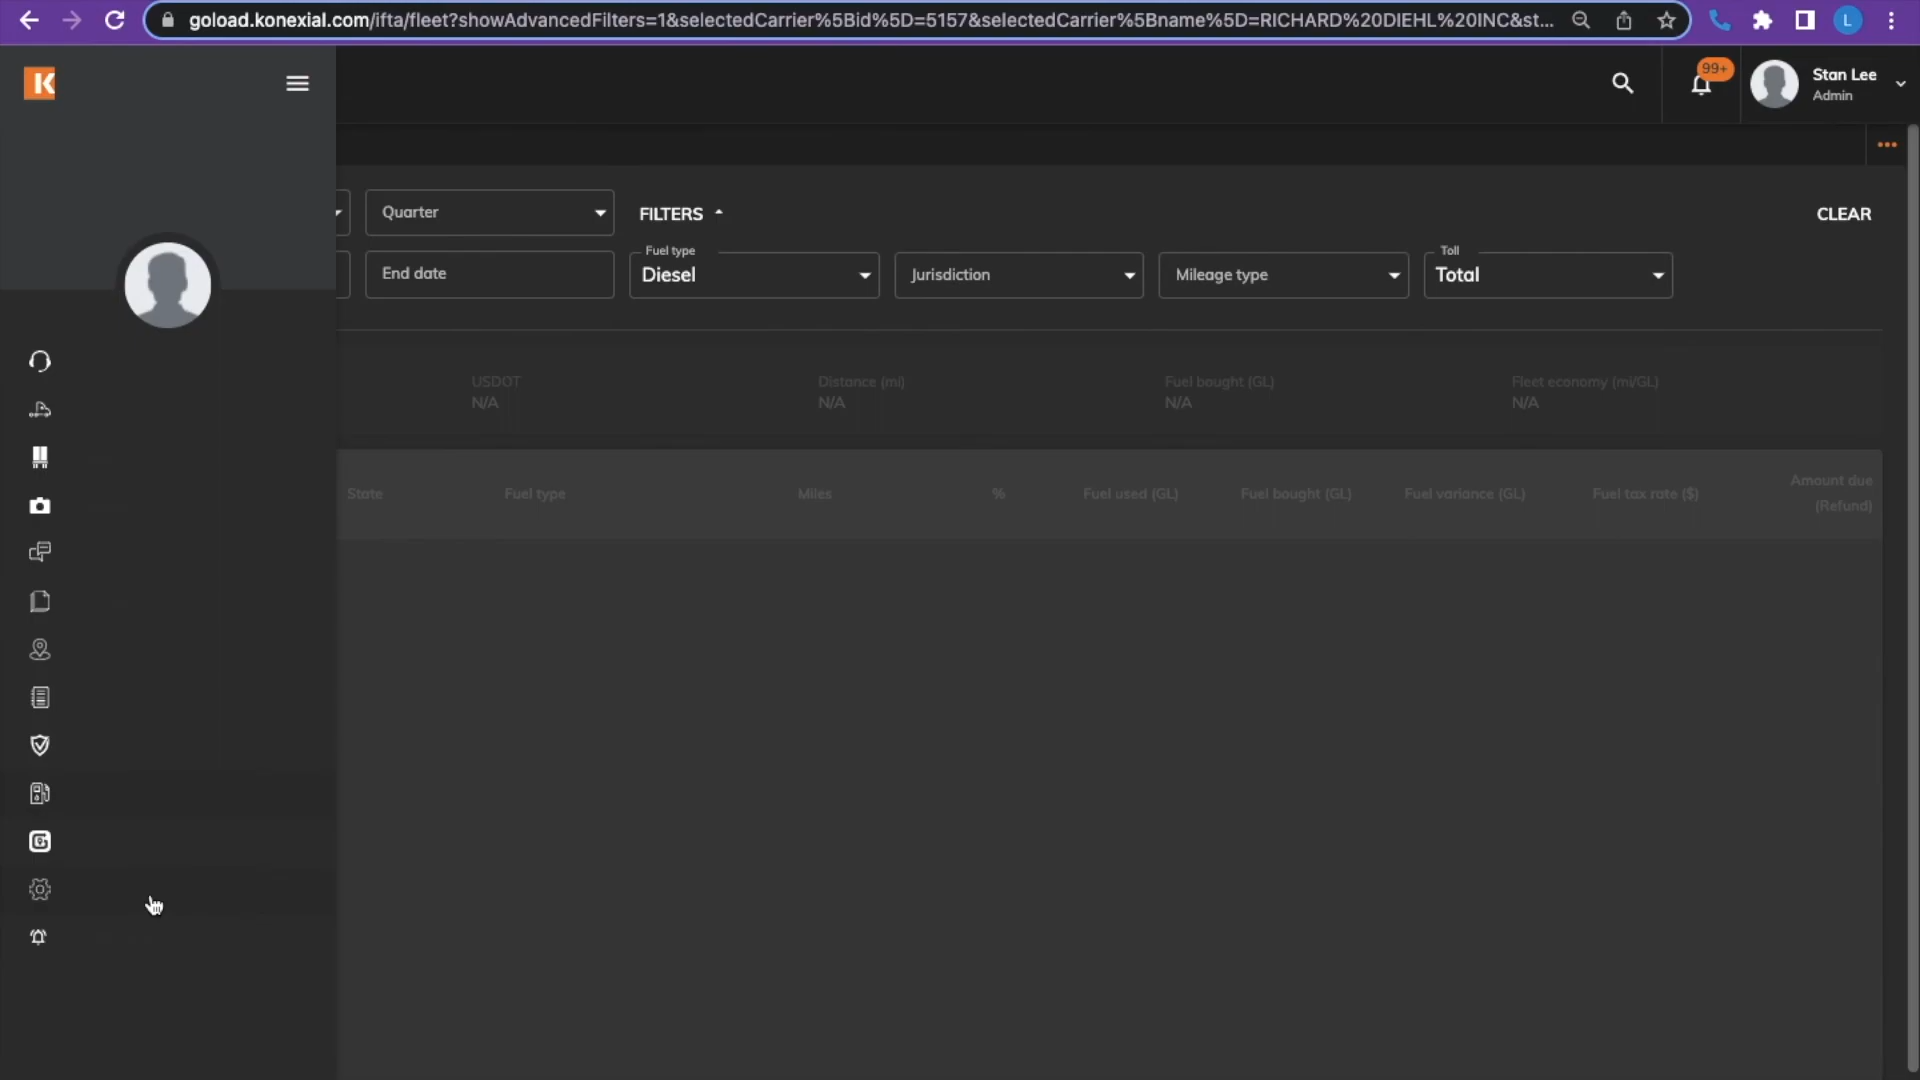 goload.konexial.com/ifta/fleet?showAdvancedFilters=1&selectedCarrier%5Bid%5D=5157&selectedCarrier%5Bname%5D=RICHARD%20DIEHL%20INC&st...
L
K
99+
Stan Lee
Admin
Quarter
FILTERS
CLEAR
End date
Fuel type
Diesel
Jurisdiction
Mileage type
Toll
Total
USDOT
N/A
Distance (mi)
N/A
Fuel bought (GL)
N/A
Fleet economy (mi/GL)
N/A
State
Fuel type
Miles
%
Fuel used (GL)
Fuel bought (GL)
Fuel variance (GL)
Fuel tax rate ($)
Amount due
(Refund)